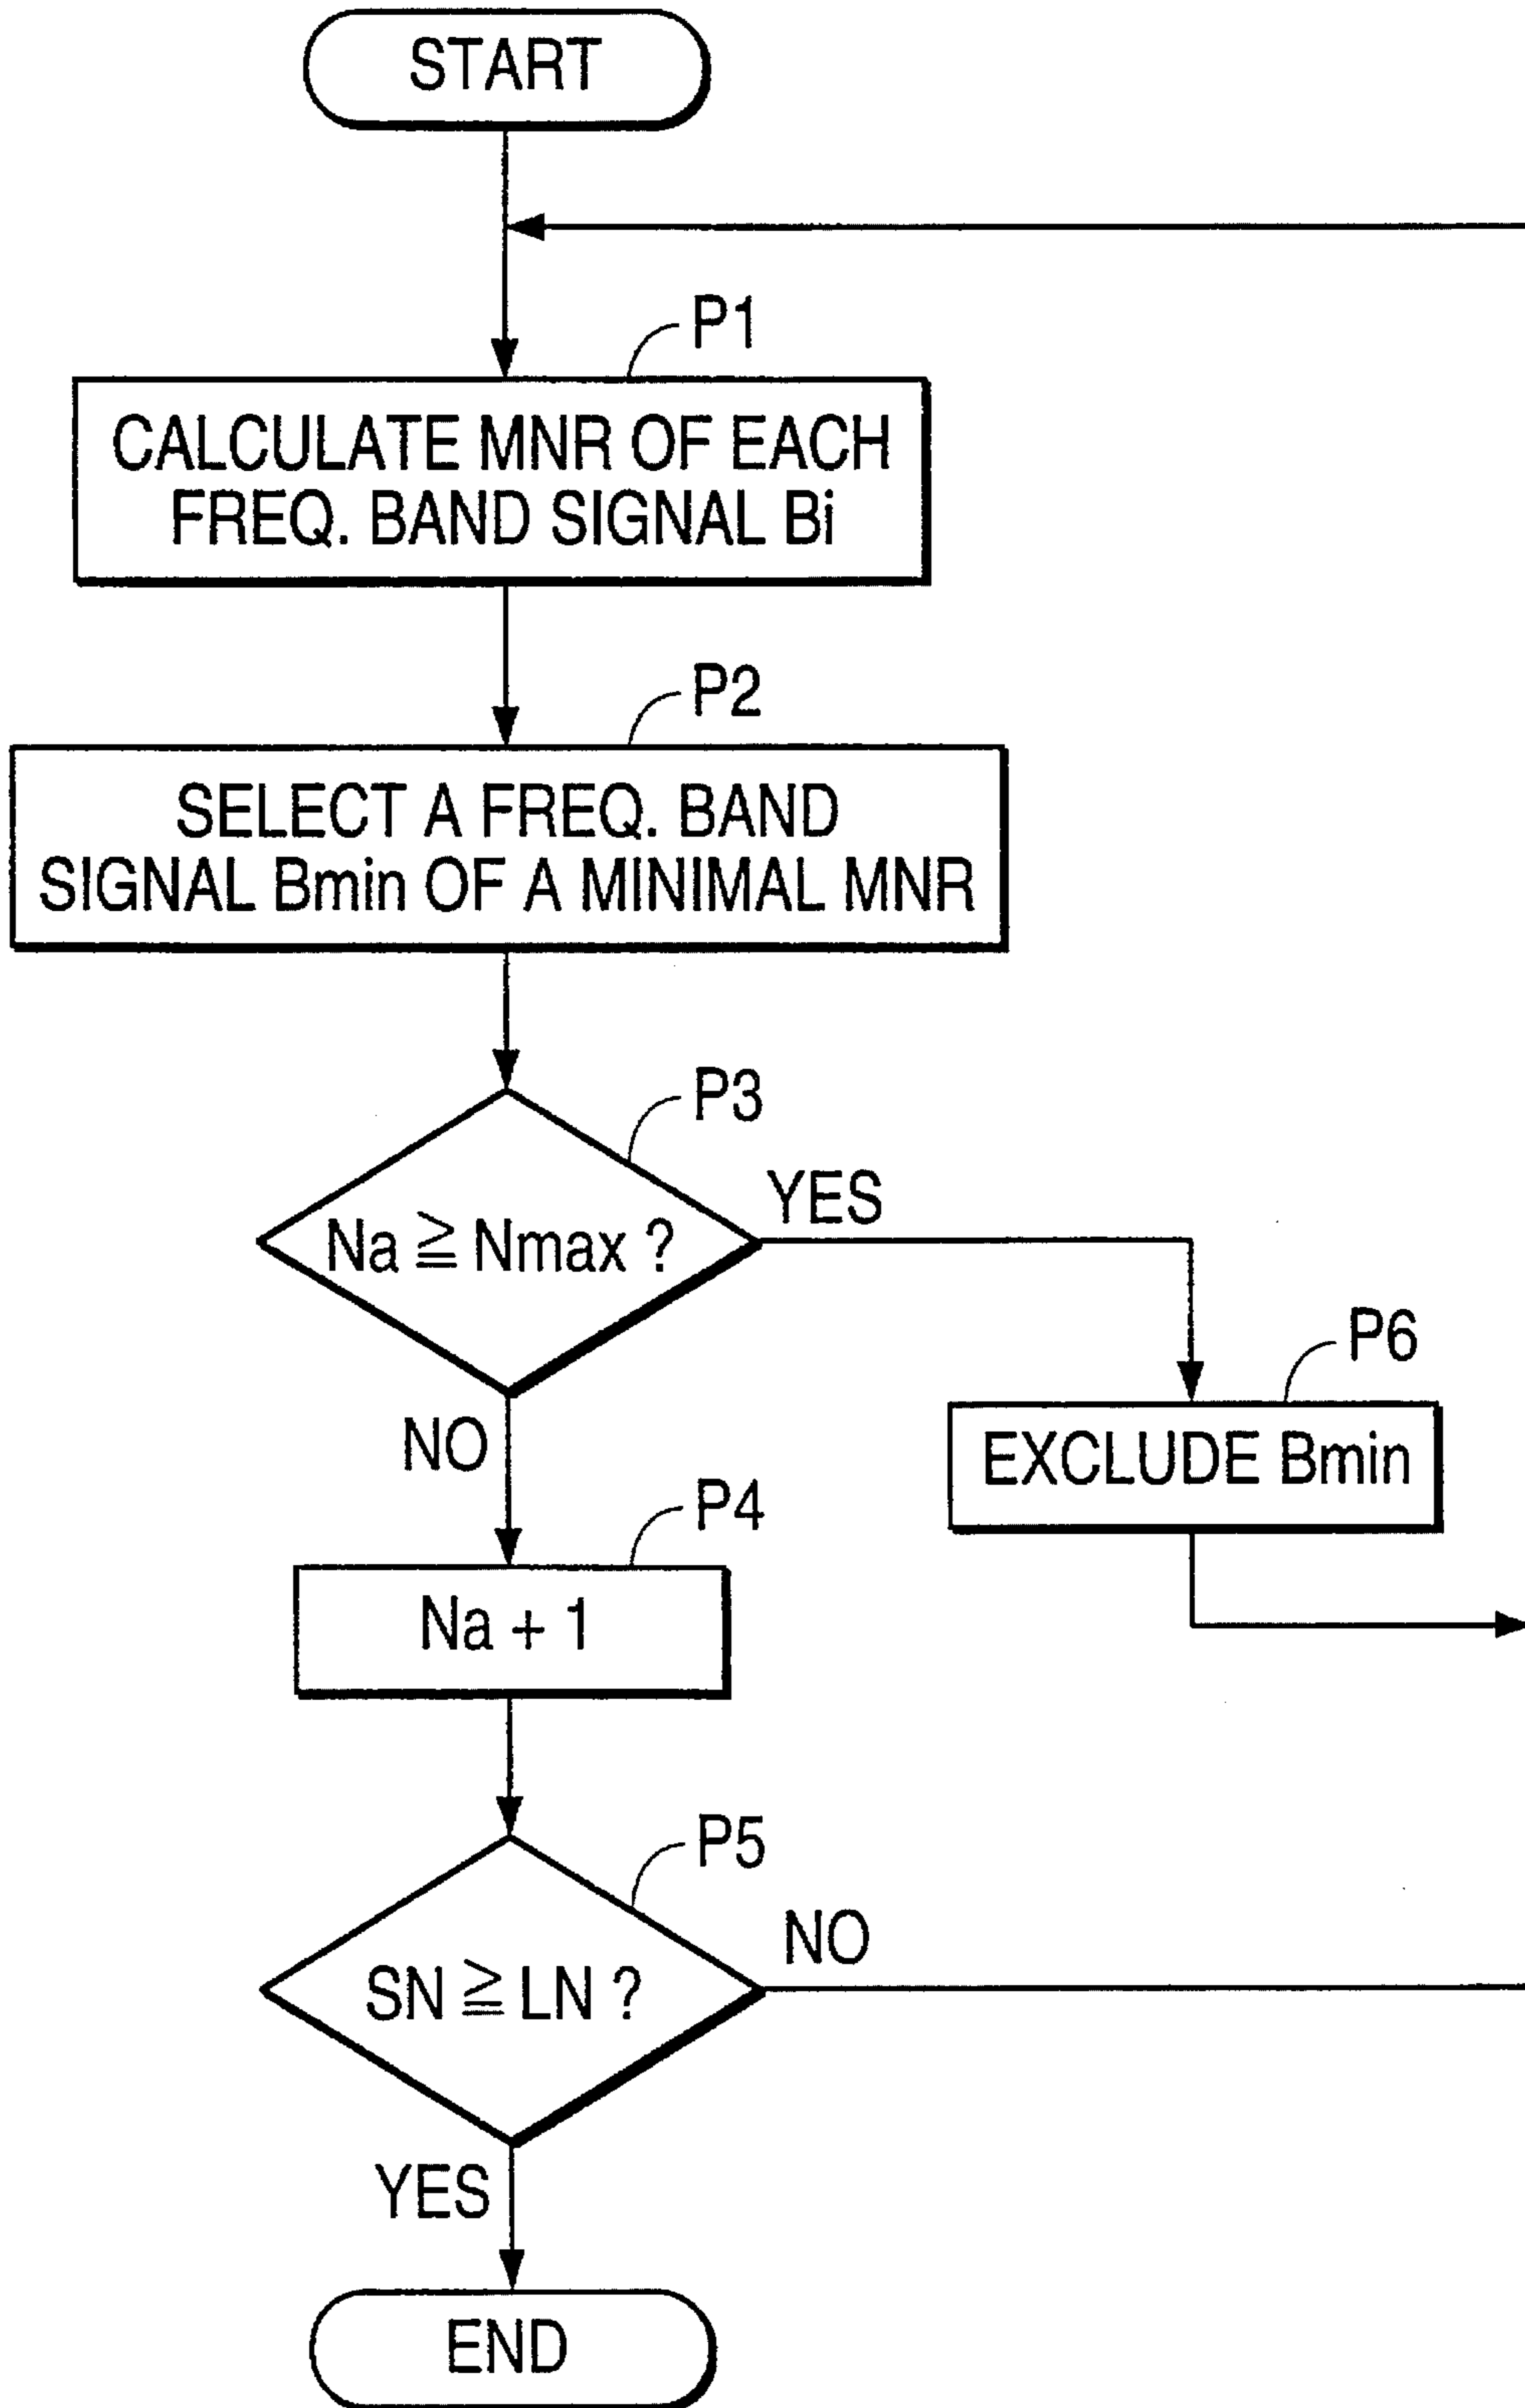 START
P1
CALCULATE MNR OF EACH
FREQ. BAND SIGNAL Bi
P2
SELECT A FREQ. BAND
SIGNAL Bmin OF A MINIMAL MNR
P3
Na ≧ Nmax ?
YES
P6
EXCLUDE Bmin
NO
P4
Na + 1
P5
SN ≧ LN ?
NO
YES
END